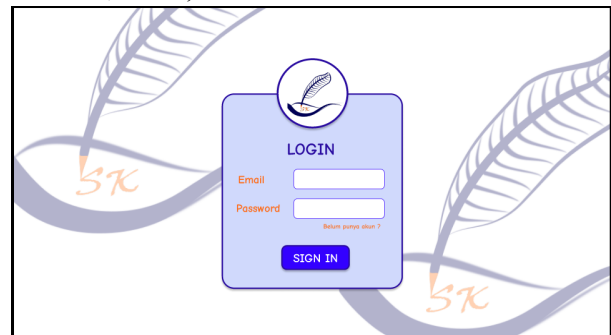 SK
LOGIN
Email
Password
Belum punya akun ?
SIGN IN
SK